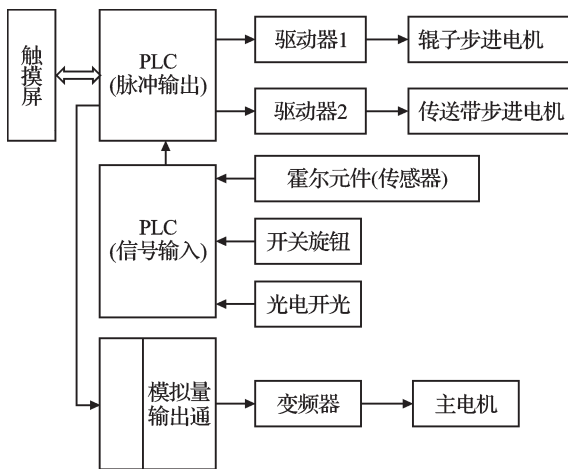 触摸屏
PLC
(脉冲输出)
驱动器1
辊子步进电机
驱动器2
传送带步进电机
PLC
(信号输入)
霍尔元件(传感器)
开关旋钮
光电开光
模拟量
输出通
变频器
主电机